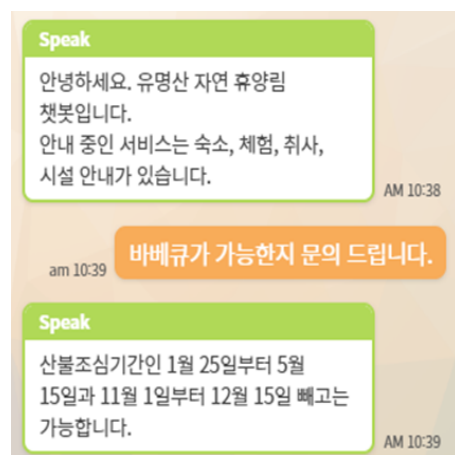 Speak
안녕하세요. 유명산 자연 휴양림
챗봇입니다.
안내 중인 서비스는 숙소, 체험, 취사,
시설 안내가 있습니다.
AM 10:38
바베큐가 가능한지 문의 드립니다.
am 10:39
Speak
산불조심기간인 1월 25일부터 5월
15일과 11월 1일부터 12월 15일 빼고는
가능합니다.
AM 10:39